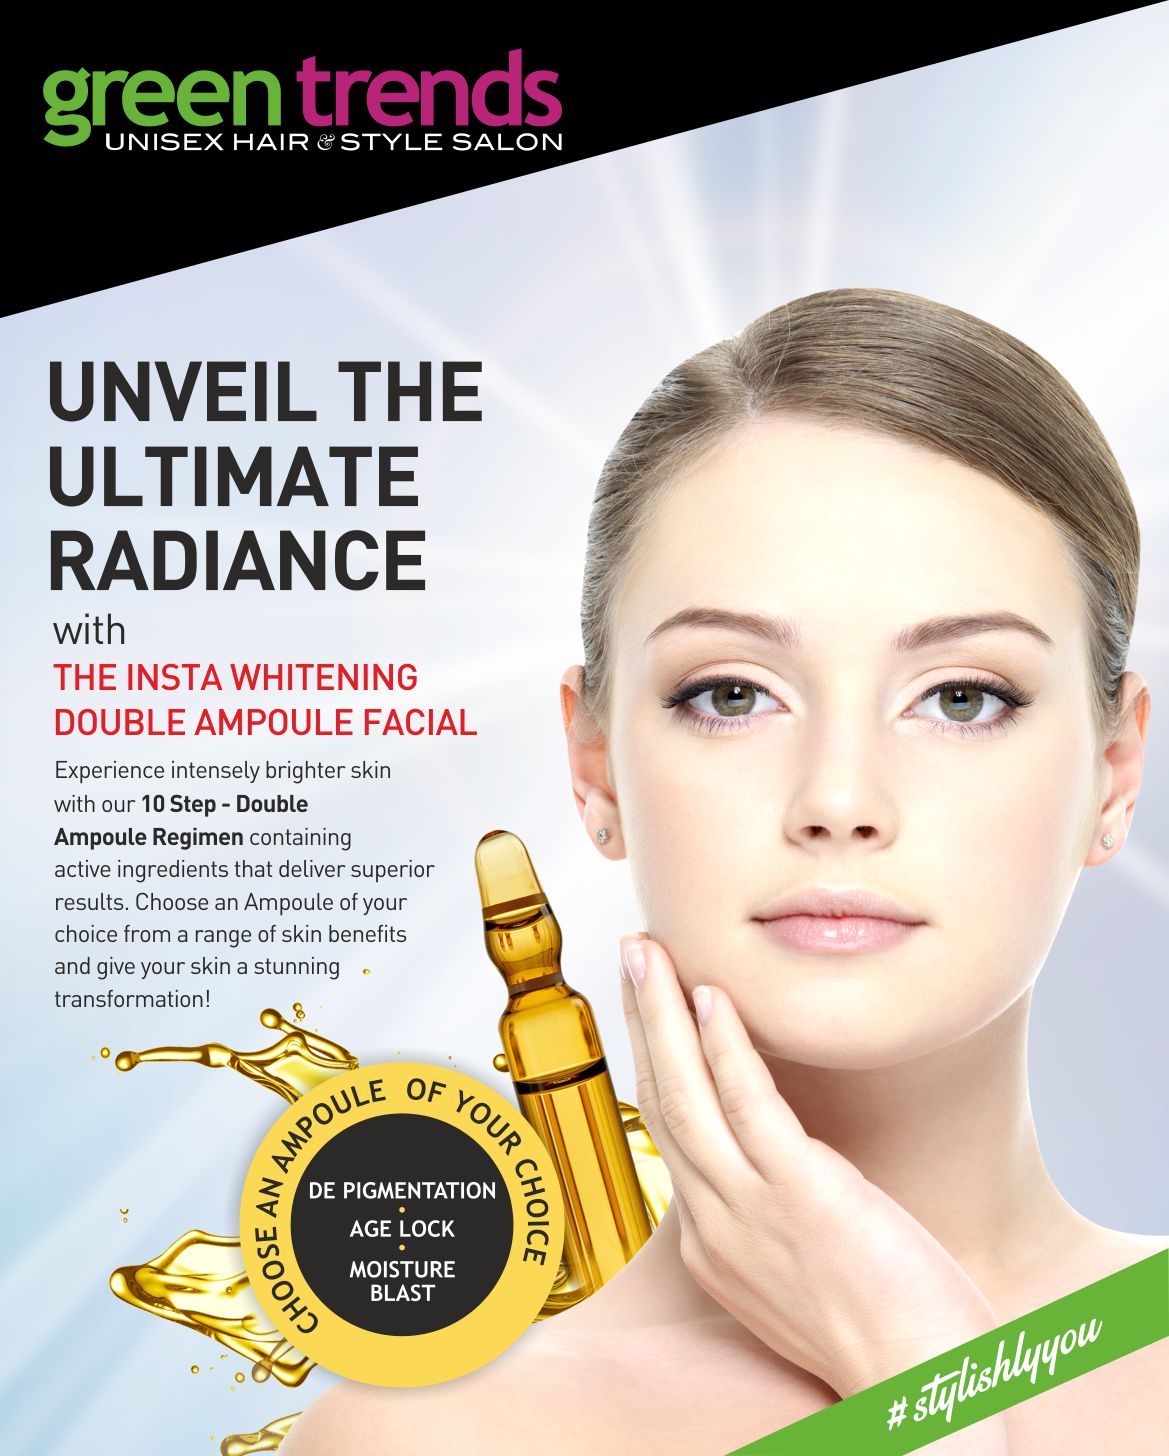 green trends
UNISEX HAIR & STYLE SALON
UNVEIL THE
ULTIMATE
RADIANCE
with
THE INSTA WHITENING
DOUBLE AMPOULE FACIAL
Experience intensely brighter skin
with our 10 Step - Double
Ampoule Regimen containing
active ingredients that deliver superior
results. Choose an Ampoule of your
choice from a range of skin benefits
and give your skin a stunning
transformation!
CHOOSE AN AMPOULE OF YOUR CHOICE
DE PIGMENTATION
AGE LOCK
MOISTURE
BLAST
# stylishlyyou